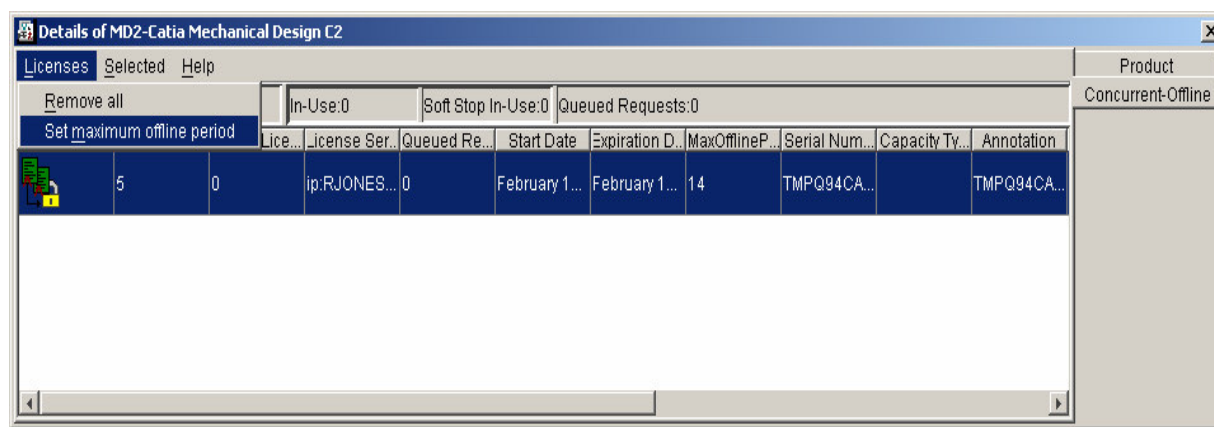 Details of MD2-Catia Mechanical Design C2
Licenses Selected Help
Product
Concurrent-Offline
Remove all
Set maximum offline period
In-Use:0 Soft Stop In-Use:0 Queued Requests:0
Lice... License Ser.. Queued Re... Start Date Expiration D.. MaxOfflineP... Serial Num... Capacity Ty... Annotation
5 0 ip:RJONES... 0 February 1... February 1... 14 TMPQ94CA... TMPQ94CA...